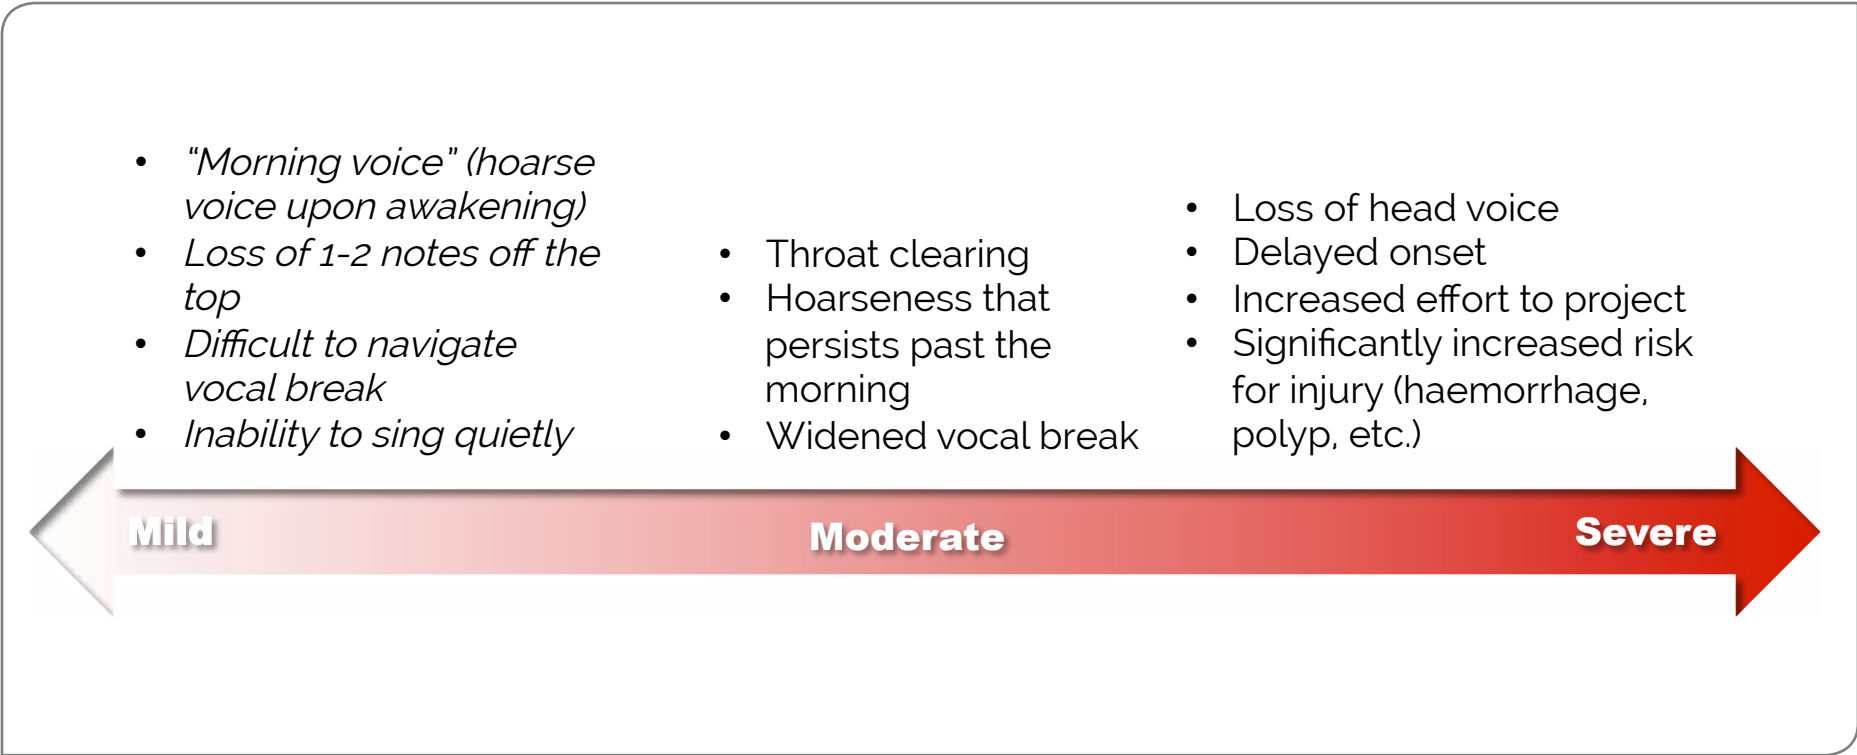 • “Morning voice” (hoarse
voice upon awakening)
• Loss of 1-2 notes off the
top
• Difficult to navigate
vocal break
• Inability to sing quietly
• Throat clearing
• Hoarseness that
persists past the
morning
• Widened vocal break
• Loss of head voice
• Delayed onset
• Increased effort to project
• Significantly increased risk
for injury (haemorrhage,
polyp, etc.)
Mild
Moderate
Severe